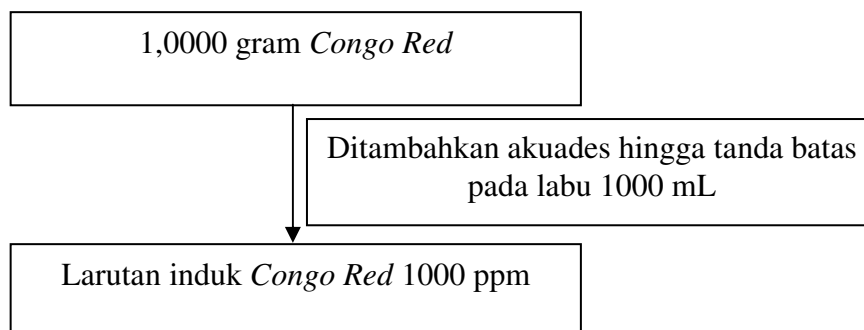 1,0000 gram Congo Red
Ditambahkan akuades hingga tanda batas
pada labu 1000 mL
Larutan induk Congo Red 1000 ppm